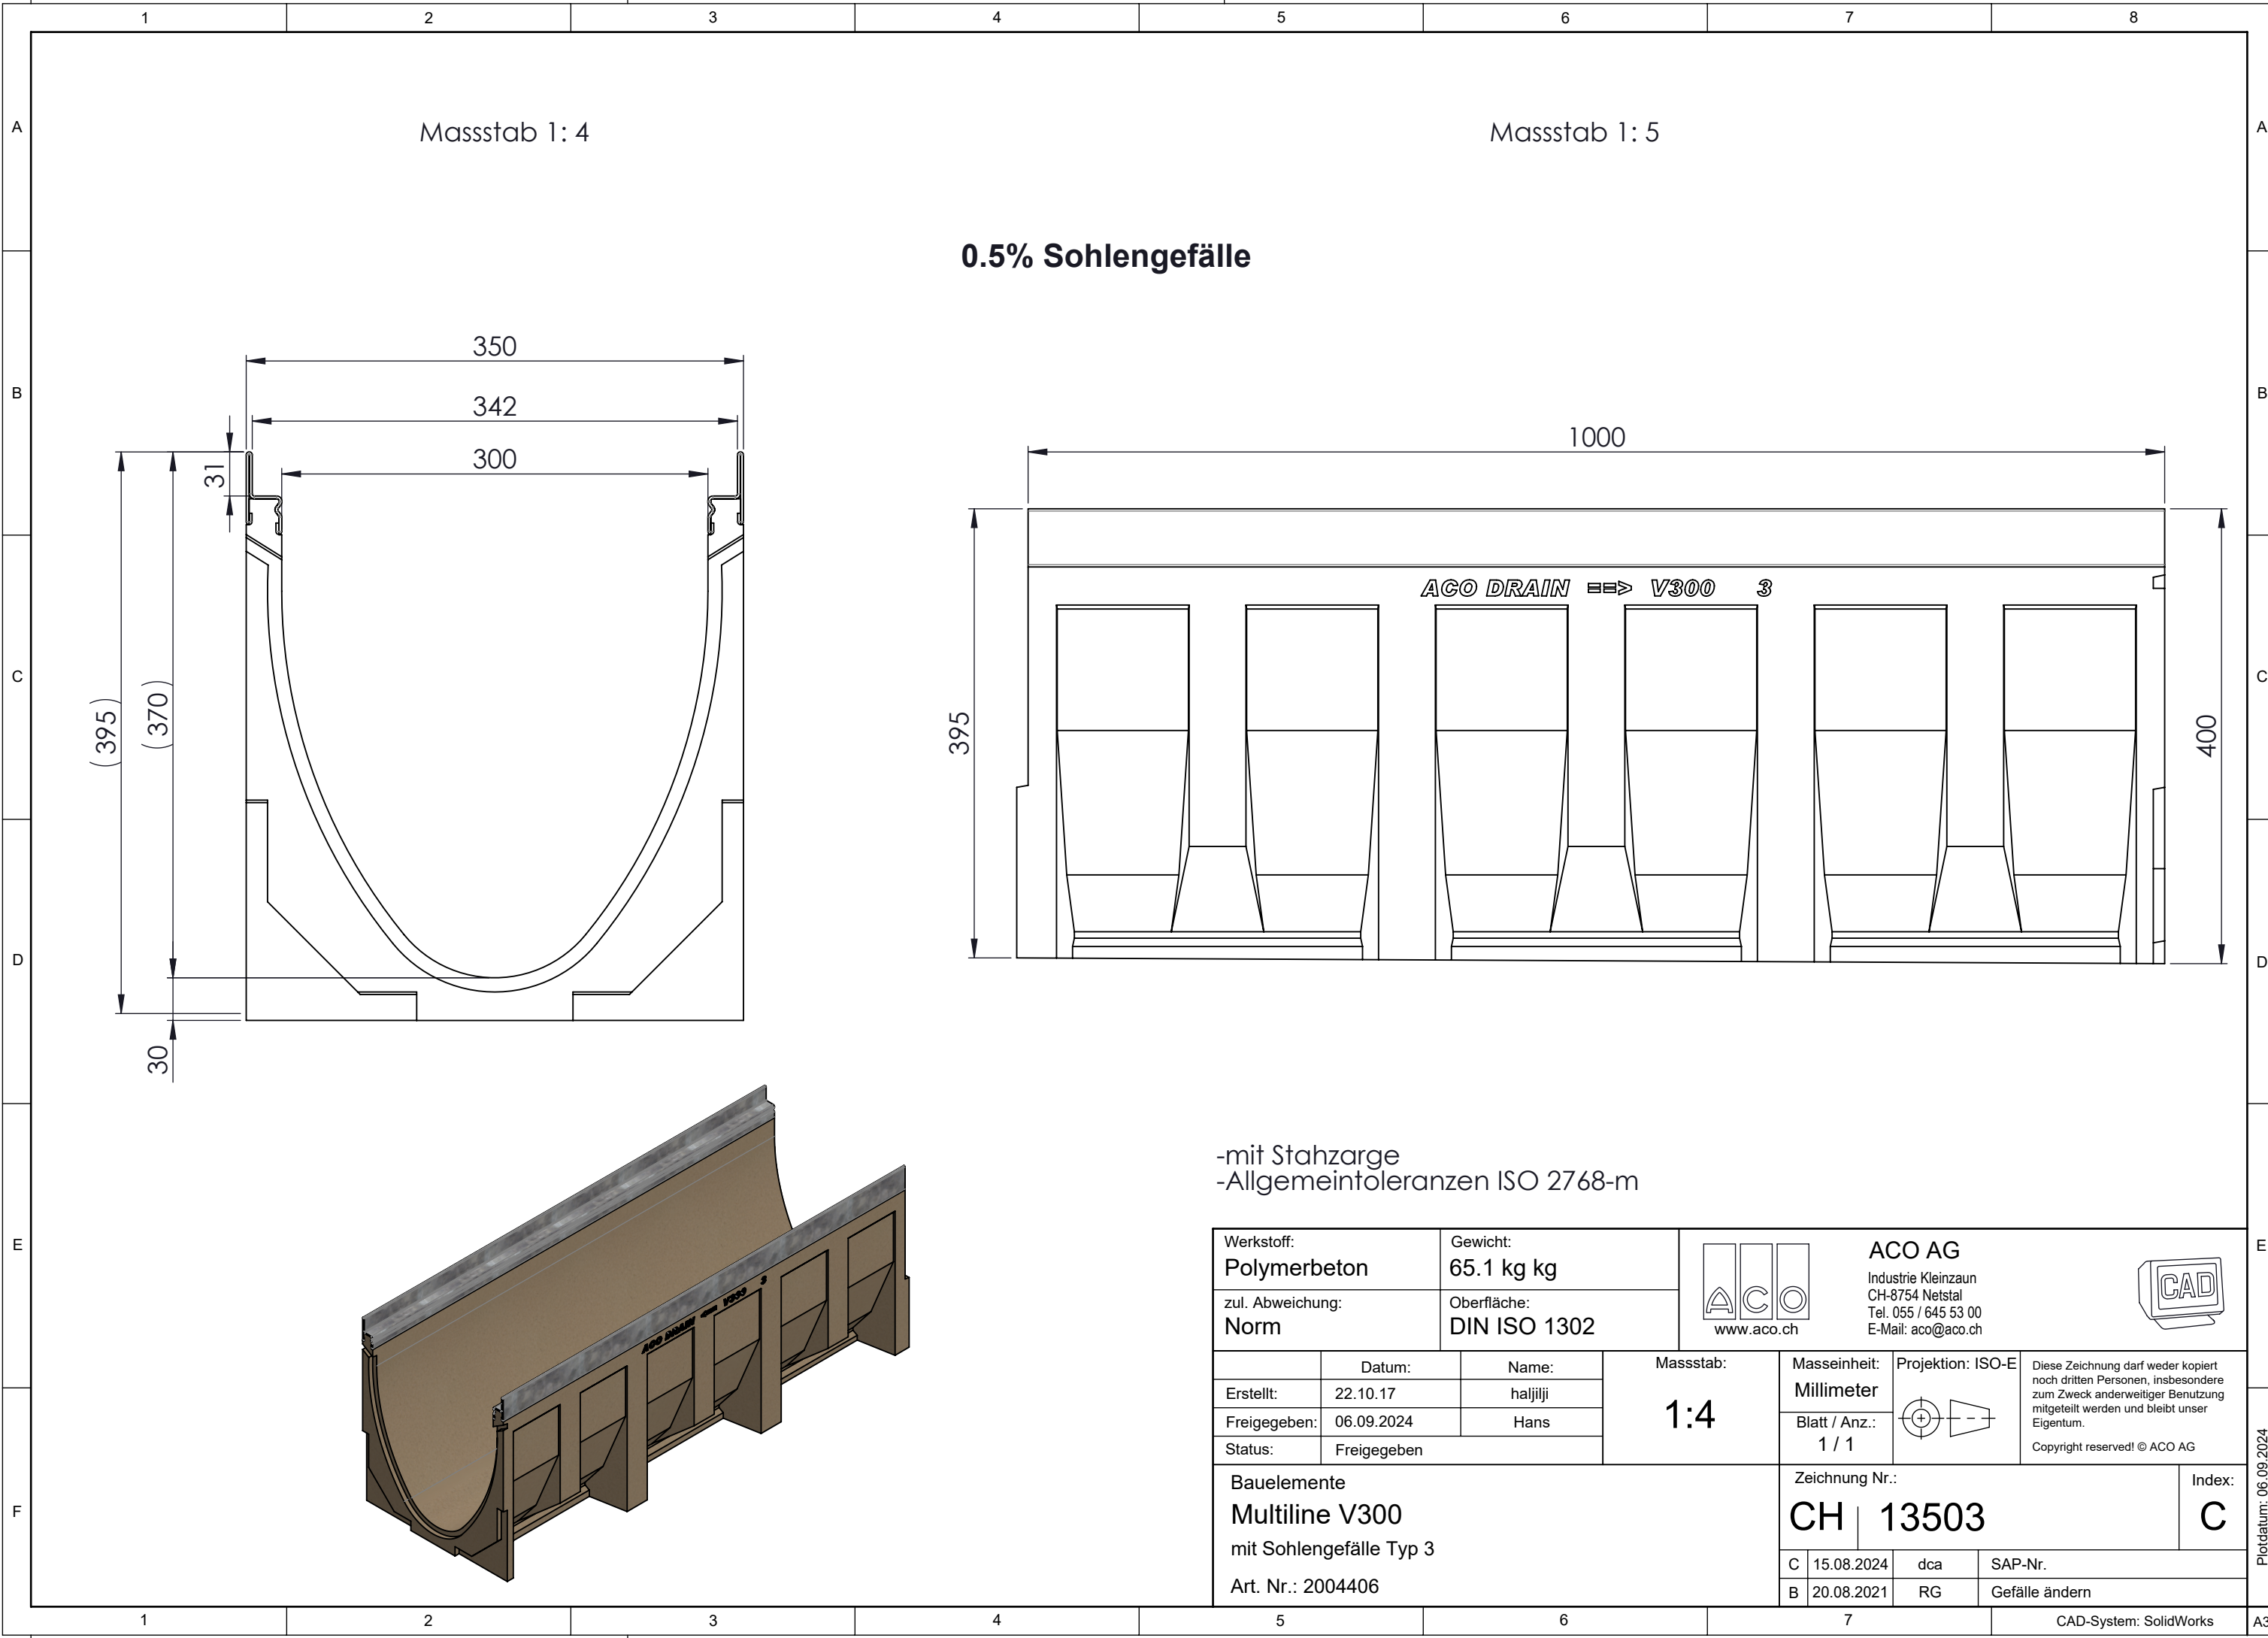 1 2 3 4 5 6 7 8
A A
Massstab 1: 4
Massstab 1: 5
0.5% Sohlengefälle
B B
350
342
300
31
(395)
(370)
30
1000
395
400
ACO DRAIN ==> V300 3
C C
D D
-mit Stahzarge
-Allgemeintoleranzen ISO 2768-m
E E
Werkstoff:
Polymerbeton
Gewicht:
65.1 kg kg
zul. Abweichung:
Norm
Oberfläche:
DIN ISO 1302
ACO
www.aco.ch
ACO AG
Industrie Kleinzaun
CH-8754 Netstal
Tel. 055 / 645 53 00
E-Mail: aco@aco.ch
CAD
Datum: Name:
Erstellt: 22.10.17 haljilji
Freigegeben: 06.09.2024 Hans
Status: Freigegeben
Massstab:
1:4
Masseinheit:
Millimeter
Blatt / Anz.:
1 / 1
Projektion: ISO-E
Diese Zeichnung darf weder kopiert
noch dritten Personen, insbesondere
zum Zweck anderweitiger Benutzung
mitgeteilt werden und bleibt unser
Eigentum.
Copyright reserved! © ACO AG
F
Bauelemente
Multiline V300
mit Sohlengefälle Typ 3
Art. Nr.: 2004406
Zeichnung Nr.:
CH 13503
Index:
C
C 15.08.2024 dca SAP-Nr.
B 20.08.2021 RG Gefälle ändern
Plotdatum: 06.09.2024
1 2 3 4 5 6 7
CAD-System: SolidWorks